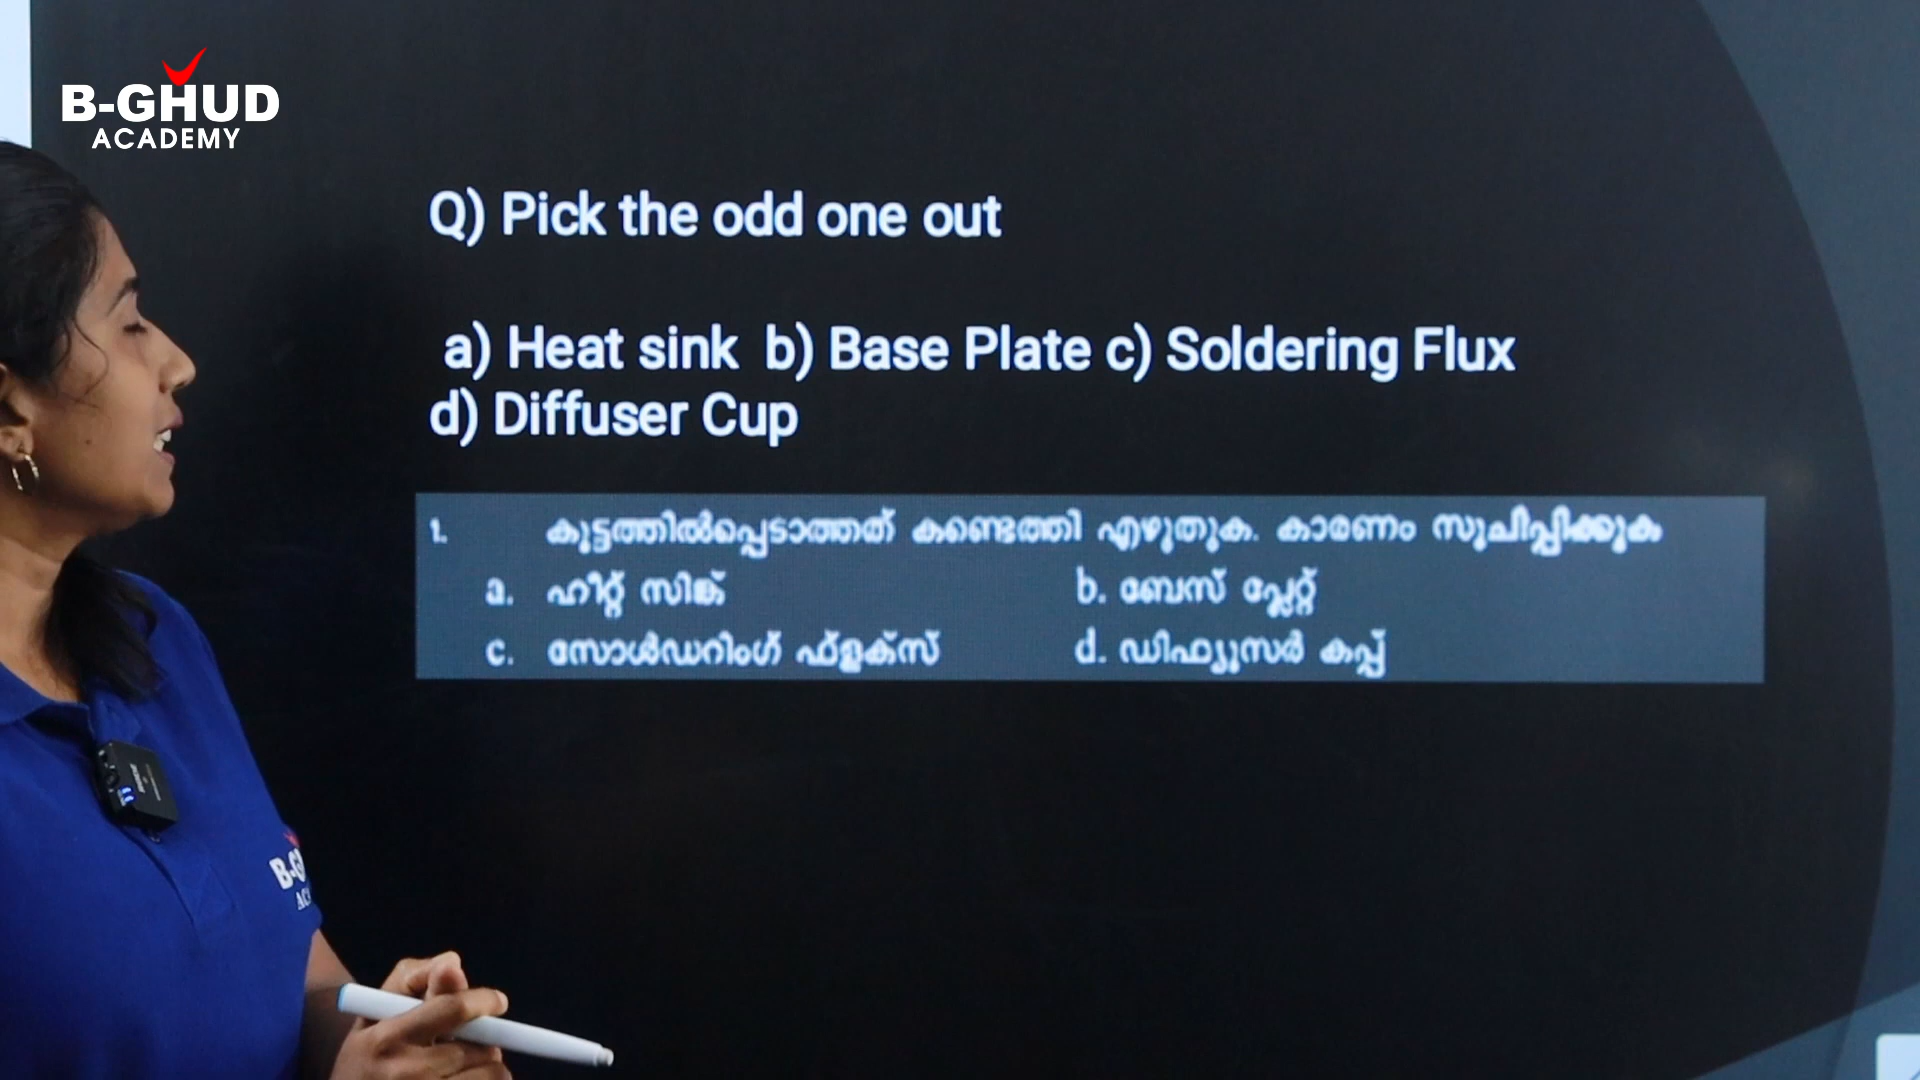 B-GHUD
ACADEMY
Q) Pick the odd one out
a) Heat sink b) Base Plate c) Soldering Flux
d) Diffuser Cup
1. കൂട്ടത്തിൽപ്പെടാത്തത് കണ്ടെത്തി എഴുതുക. കാരണം സൂചിപ്പിക്കുക
a. ഹീറ്റ് സിങ്ക് b. ബേസ് പ്ലേറ്റ്
c. സോൾഡറിംഗ് ഫ്ളക്സ് d. ഡിഫ്യൂസർ കപ്പ്